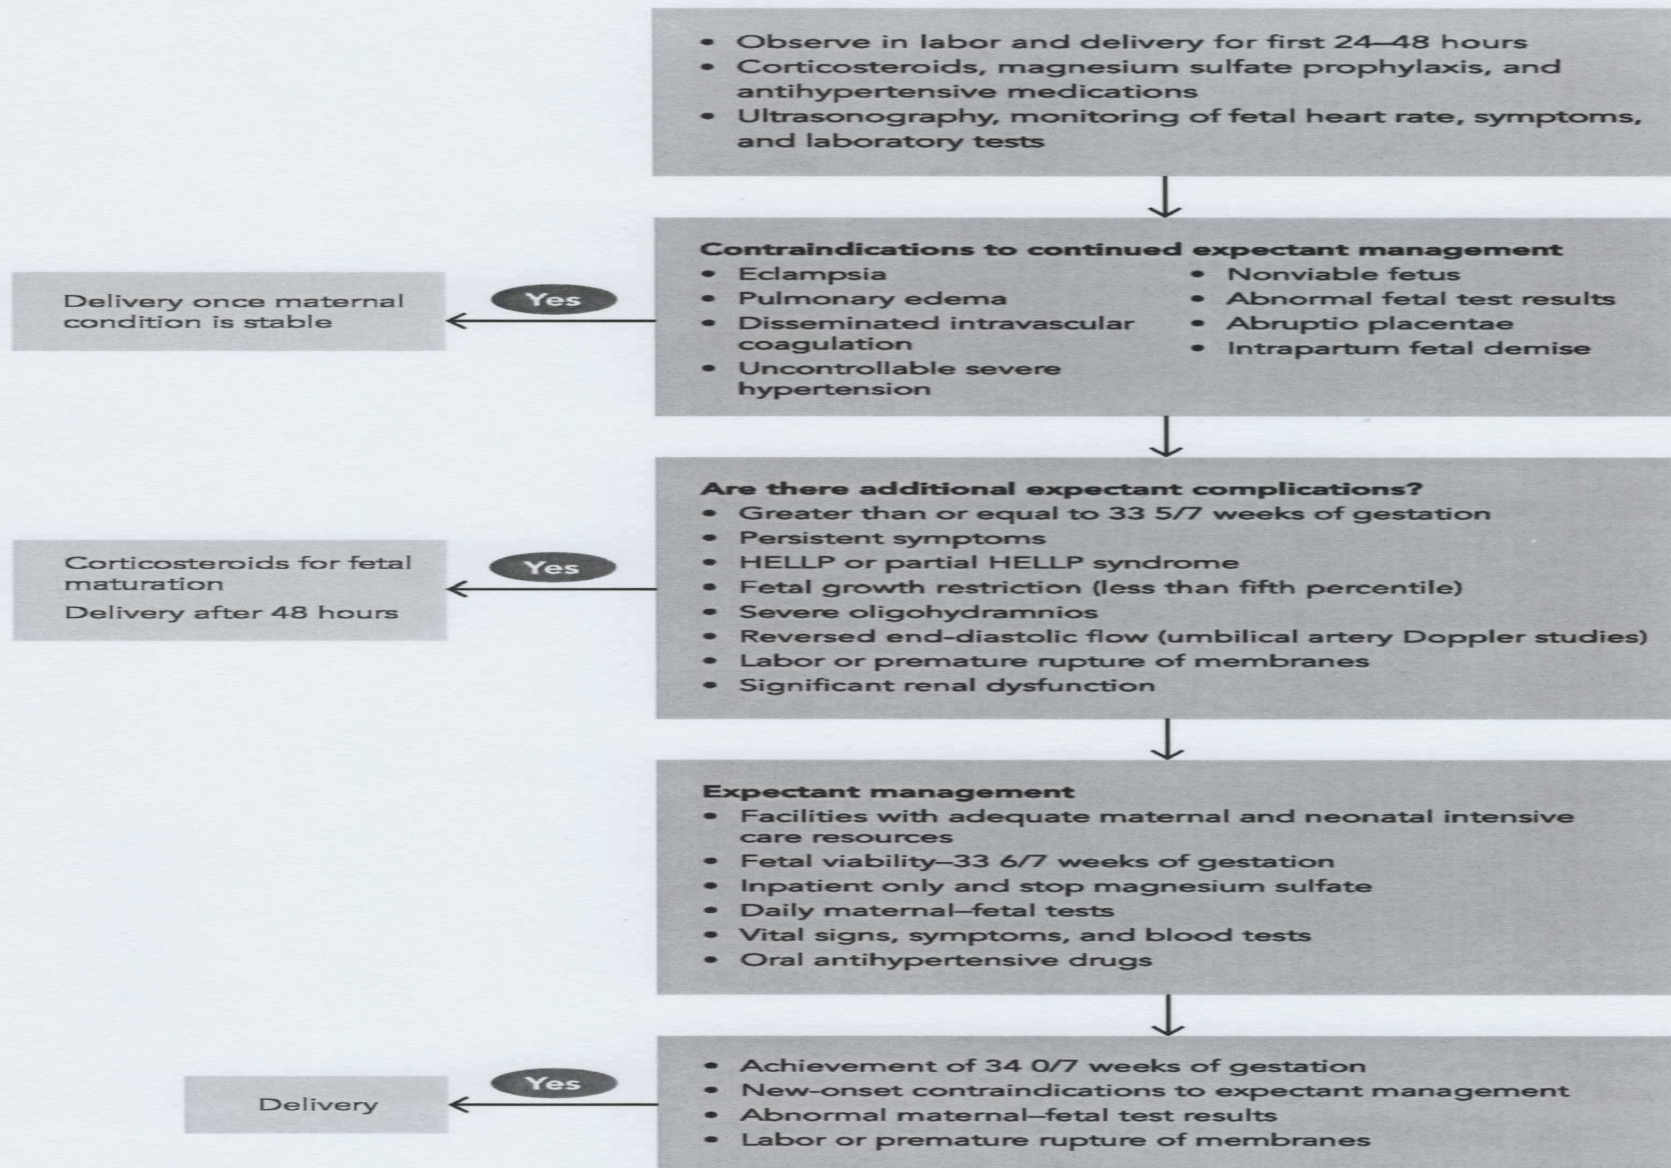 • Observe in labor and delivery for first 24–48 hours
• Corticosteroids, magnesium sulfate prophylaxis, and
antihypertensive medications
• Ultrasonography, monitoring of fetal heart rate, symptoms,
and laboratory tests
Contraindications to continued expectant management
• Eclampsia
• Pulmonary edema
• Disseminated intravascular
coagulation
• Uncontrollable severe
hypertension
• Nonviable fetus
• Abnormal fetal test results
• Abruptio placentae
• Intrapartum fetal demise
Yes
Delivery once maternal
condition is stable
Are there additional expectant complications?
• Greater than or equal to 33 5/7 weeks of gestation
• Persistent symptoms
• HELLP or partial HELLP syndrome
• Fetal growth restriction (less than fifth percentile)
• Severe oligohydramnios
• Reversed end-diastolic flow (umbilical artery Doppler studies)
• Labor or premature rupture of membranes
• Significant renal dysfunction
Yes
Corticosteroids for fetal
maturation
Delivery after 48 hours
Expectant management
• Facilities with adequate maternal and neonatal intensive
care resources
• Fetal viability–33 6/7 weeks of gestation
• Inpatient only and stop magnesium sulfate
• Daily maternal–fetal tests
• Vital signs, symptoms, and blood tests
• Oral antihypertensive drugs
• Achievement of 34 0/7 weeks of gestation
• New-onset contraindications to expectant management
• Abnormal maternal–fetal test results
• Labor or premature rupture of membranes
Yes
Delivery